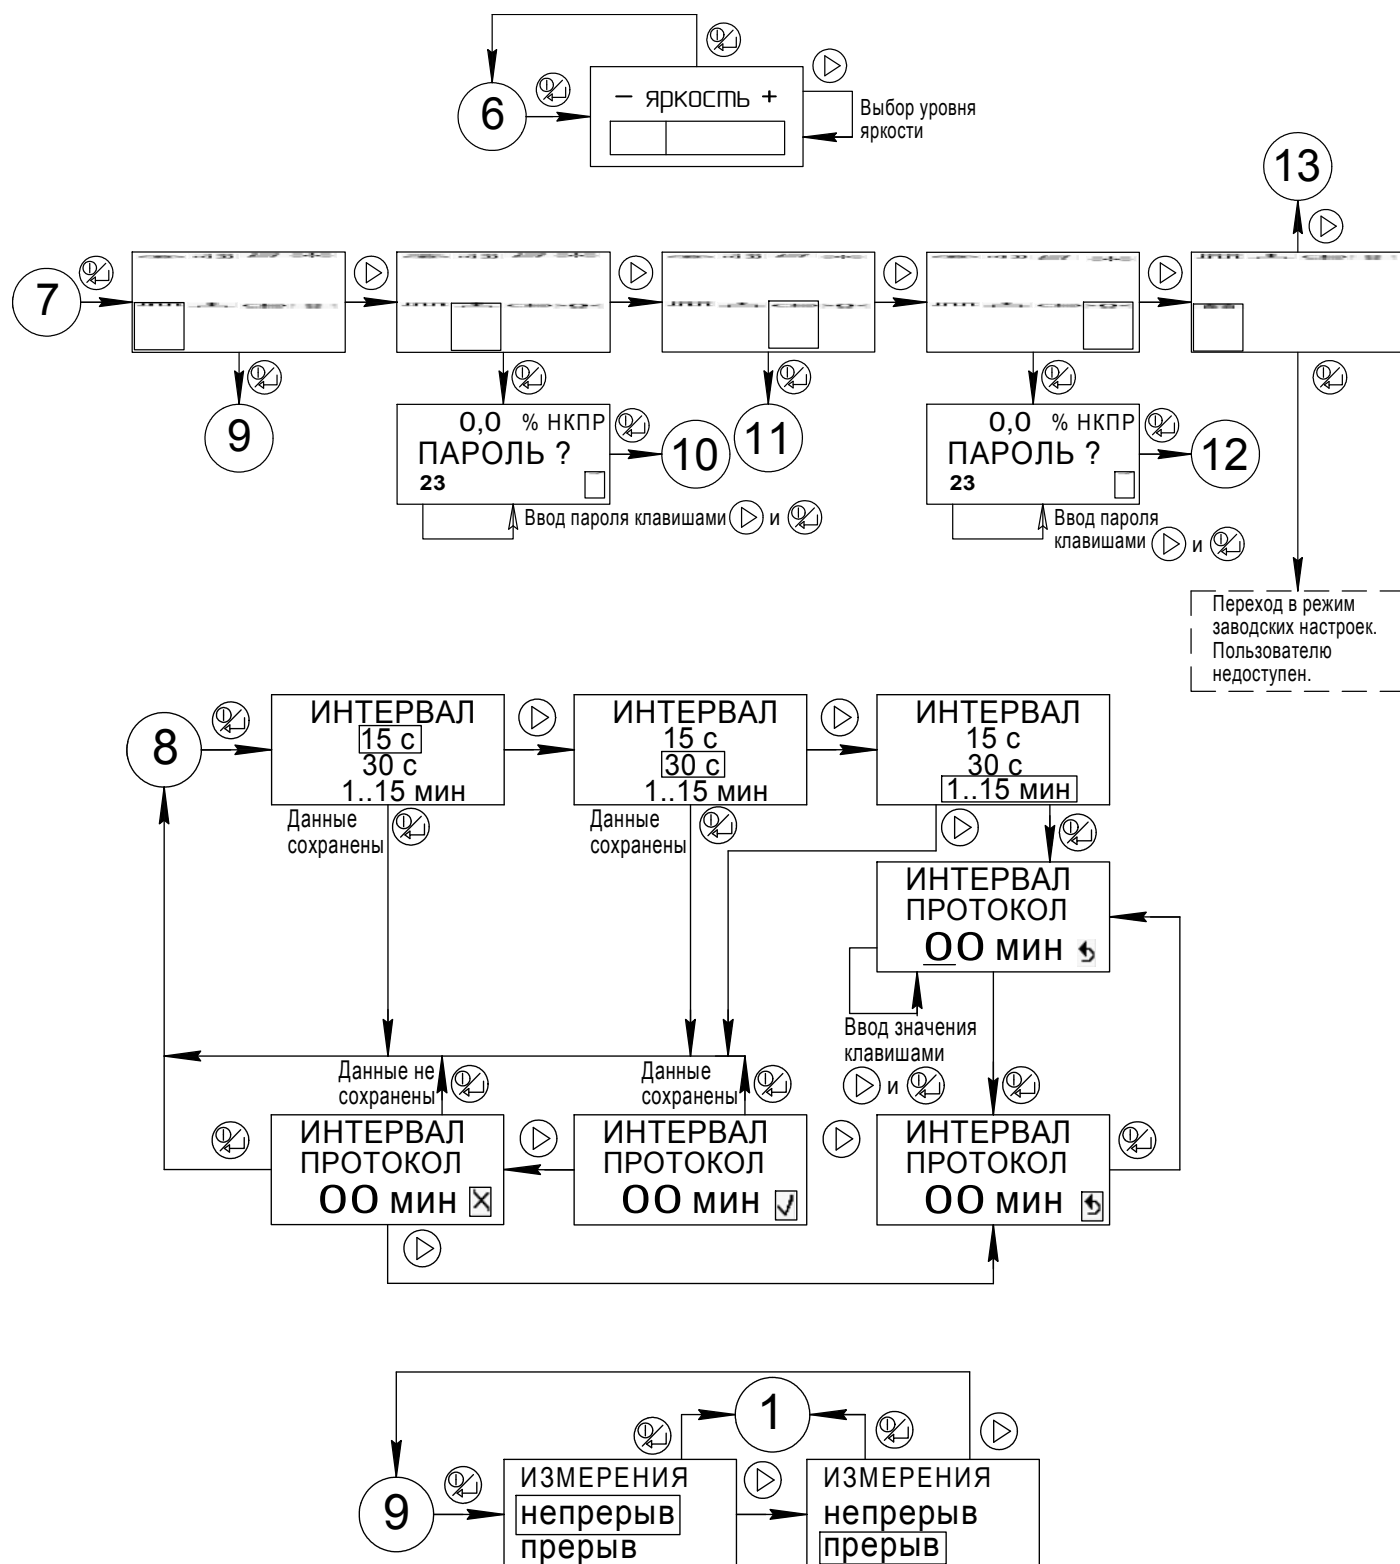 6
– яркость +
Выбор уровня
яркости
13
7
9
0,0 % НКПР
ПАРОЛЬ ?
23
10
11
0,0 % НКПР
ПАРОЛЬ ?
23
12
Ввод пароля клавишами и
Ввод пароля
клавишами и
Переход в режим
заводских настроек.
Пользователю
недоступен.
8
ИНТЕРВАЛ
15 с
30 с
1..15 мин
ИНТЕРВАЛ
15 с
30 с
1..15 мин
ИНТЕРВАЛ
15 с
30 с
1..15 мин
Данные
сохранены
Данные
сохранены
ИНТЕРВАЛ
ПРОТОКОЛ
00 мин
Ввод значения
клавишами
и
Данные не
сохранены
Данные
сохранены
ИНТЕРВАЛ
ПРОТОКОЛ
00 мин
ИНТЕРВАЛ
ПРОТОКОЛ
00 мин
ИНТЕРВАЛ
ПРОТОКОЛ
00 мин
1
9
ИЗМЕРЕНИЯ
непрерыв
прерыв
ИЗМЕРЕНИЯ
непрерыв
прерыв